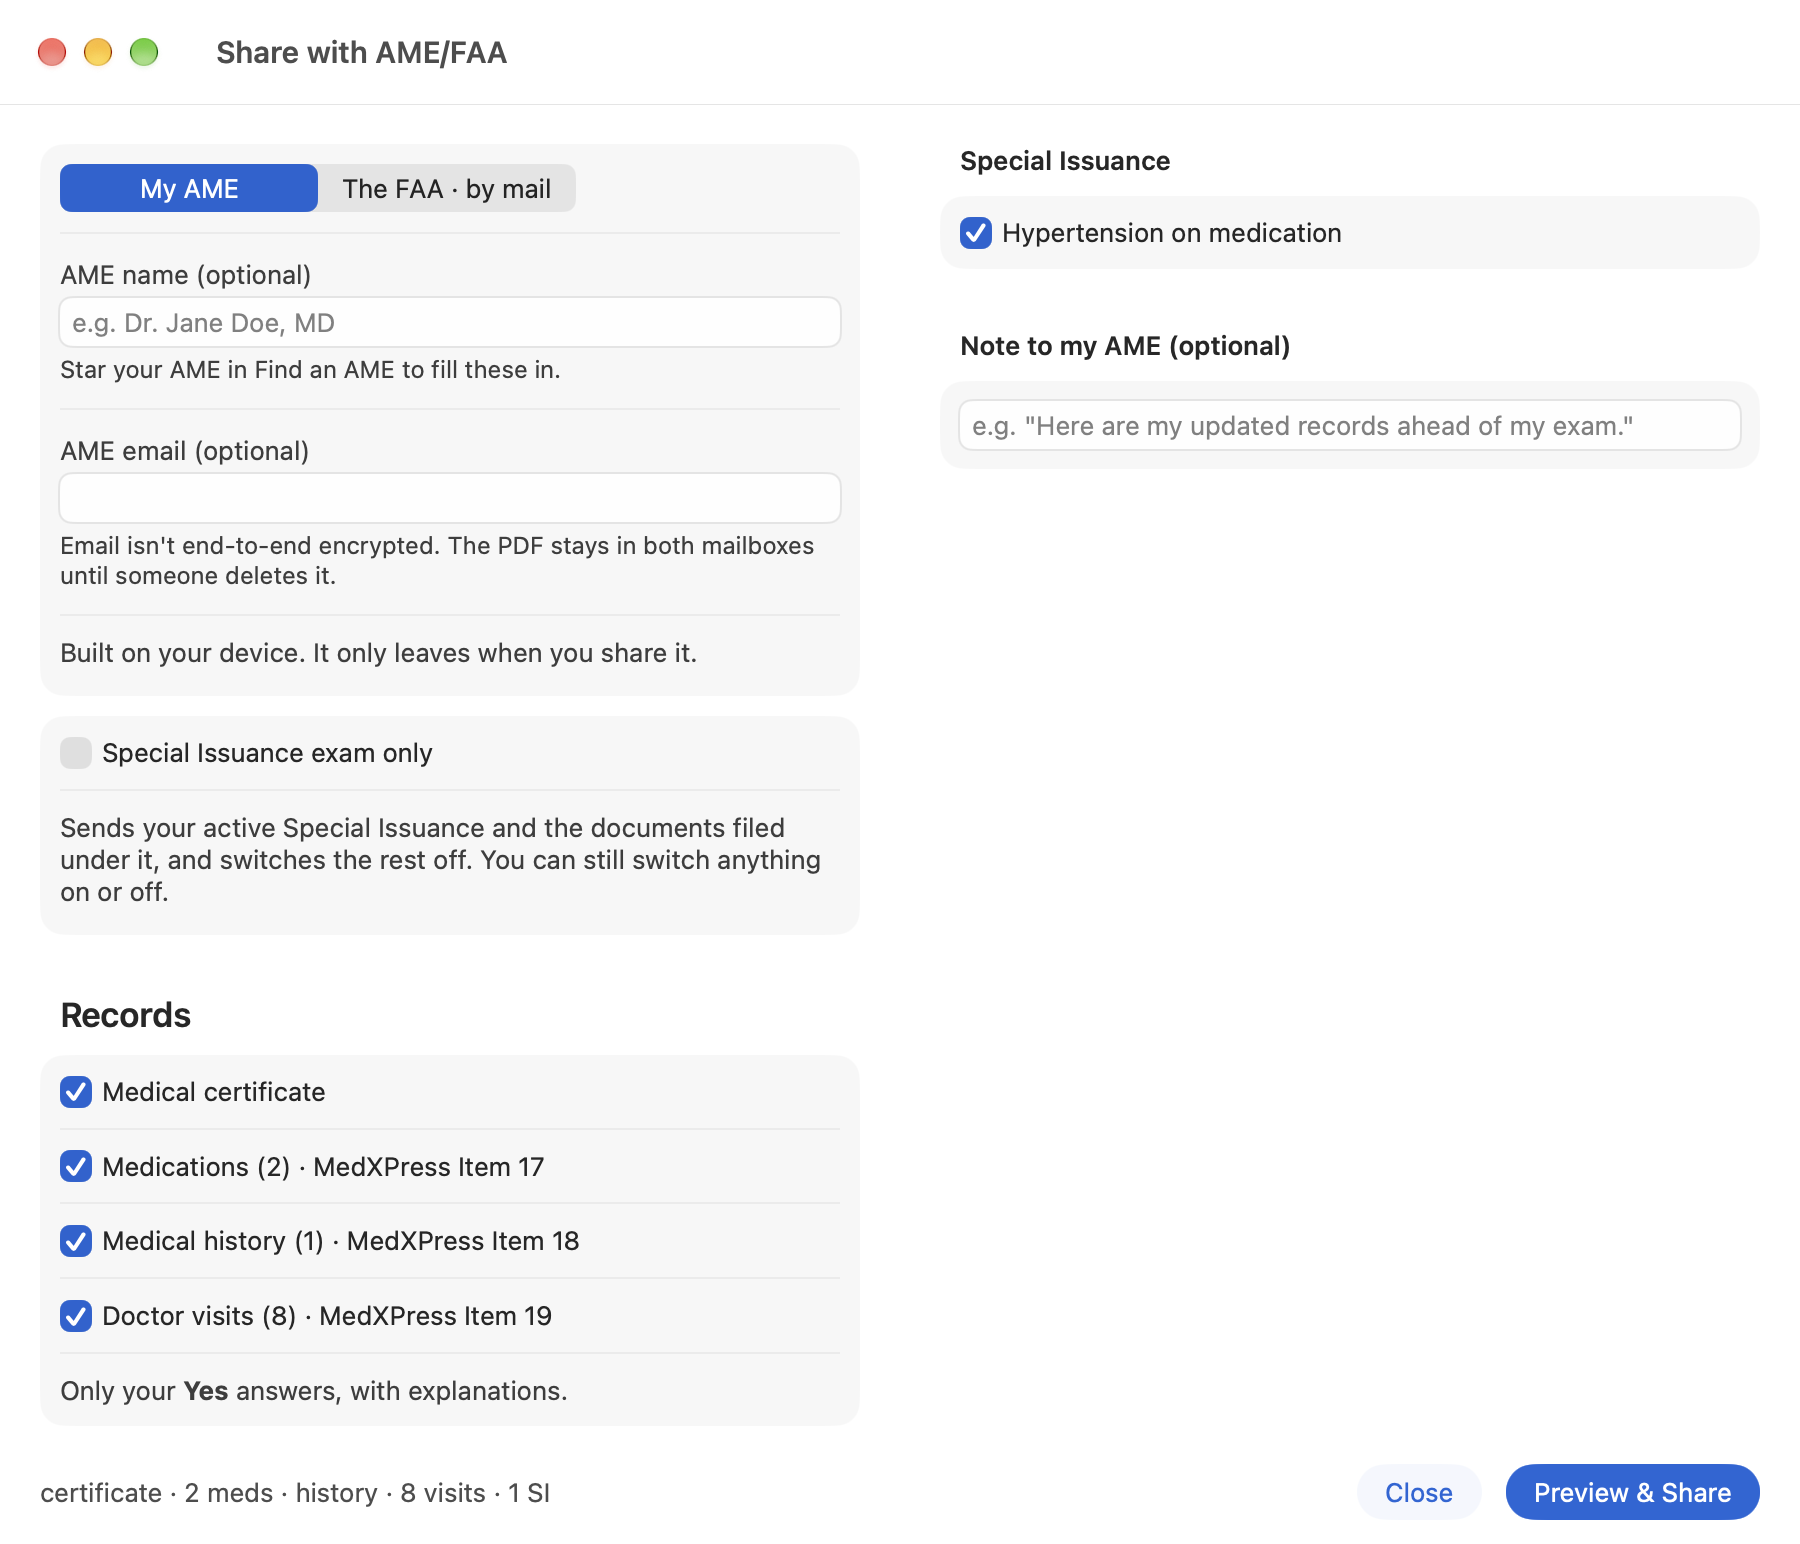 Share with AME/FAA
My AME
The FAA · by mail
AME name (optional)
e.g. Dr. Jane Doe, MD
Star your AME in Find an AME to fill these in.
AME email (optional)
Email isn't end-to-end encrypted. The PDF stays in both mailboxes
until someone deletes it.
Built on your device. It only leaves when you share it.
Special Issuance exam only
Sends your active Special Issuance and the documents filed
under it, and switches the rest off. You can still switch anything
on or off.
Records
Medical certificate
Medications (2) · MedXPress Item 17
Medical history (1) · MedXPress Item 18
Doctor visits (8) · MedXPress Item 19
Only your Yes answers, with explanations.
Special Issuance
Hypertension on medication
Note to my AME (optional)
e.g. "Here are my updated records ahead of my exam."
certificate · 2 meds · history · 8 visits · 1 SI
Close
Preview & Share